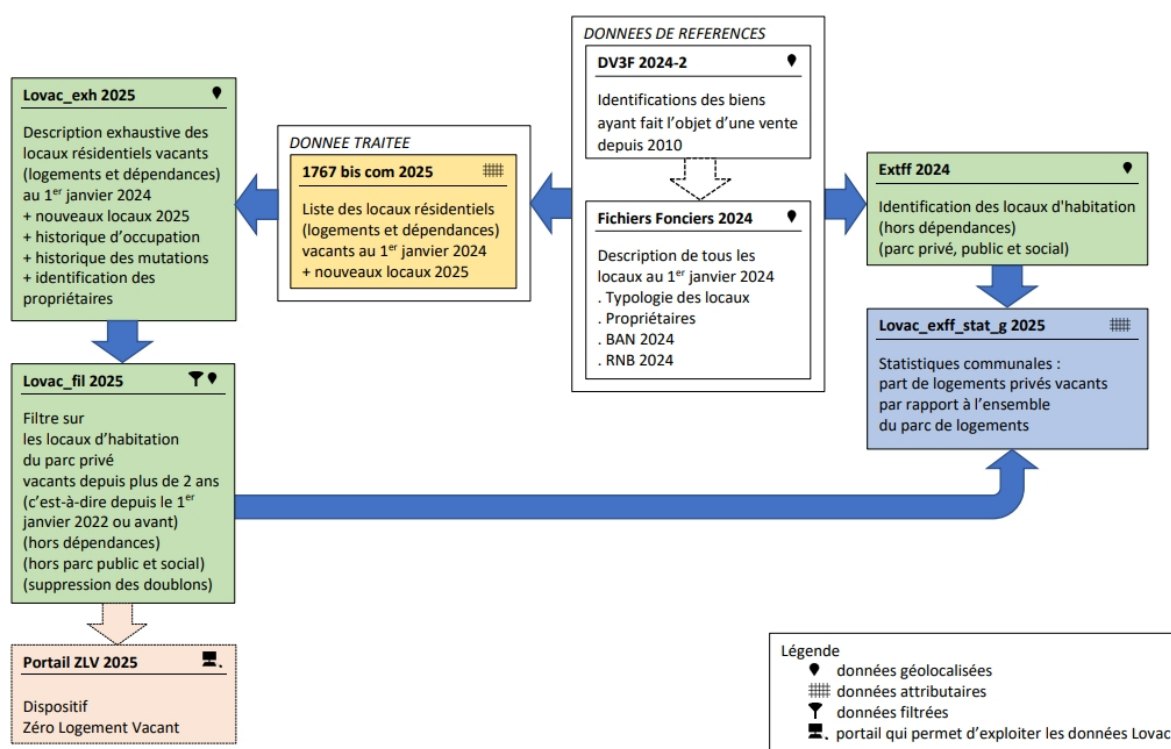 DONNEES DE REFERENCES
DV3F 2024-2
Identifications des biens
ayant fait l'objet d'une vente
depuis 2010
Fichiers Fonciers 2024
Description de tous les
locaux au 1er janvier 2024
. Typologie des locaux
. Propriétaires
. BAN 2024
. RNB 2024
DONNEE TRAITEE
1767 bis com 2025
Liste des locaux résidentiels
(logements et dépendances)
vacants au 1er janvier 2024
+ nouveaux locaux 2025
Lovac_exh 2025
Description exhaustive des
locaux résidentiels vacants
(logements et dépendances)
au 1er janvier 2024
+ nouveaux locaux 2025
+ historique d'occupation
+ historique des mutations
+ identification des
propriétaires
Lovac_fil 2025
Filtre sur
les locaux d'habitation
du parc privé
vacants depuis plus de 2 ans
(c'est-à-dire depuis le 1er
janvier 2022 ou avant)
(hors dépendances)
(hors parc public et social)
(suppression des doublons)
Portail ZLV 2025
Dispositif
Zéro Logement Vacant
Extff 2024
Identification des locaux d'habitation
(hors dépendances)
(parc privé, public et social)
Lovac_exff_stat_g 2025
Statistiques communales :
part de logements privés vacants
par rapport à l'ensemble
du parc de logements
Légende
données géolocalisées
données attributaires
données filtrées
portail qui permet d'exploiter les données Lovac